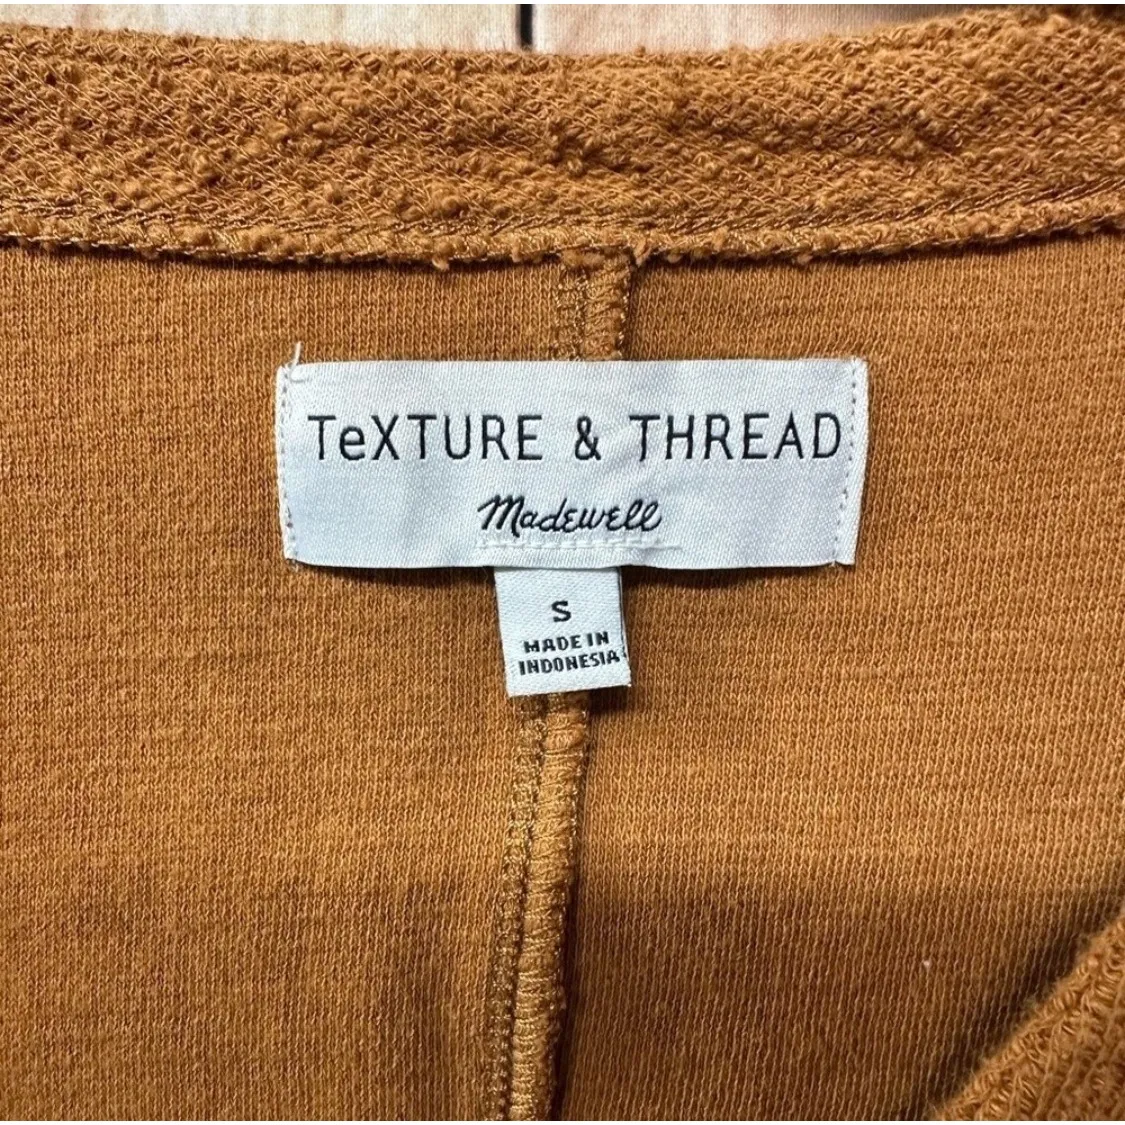 TeXTURE & THREAD
Madewell
S
MADE IN
INDONESIA